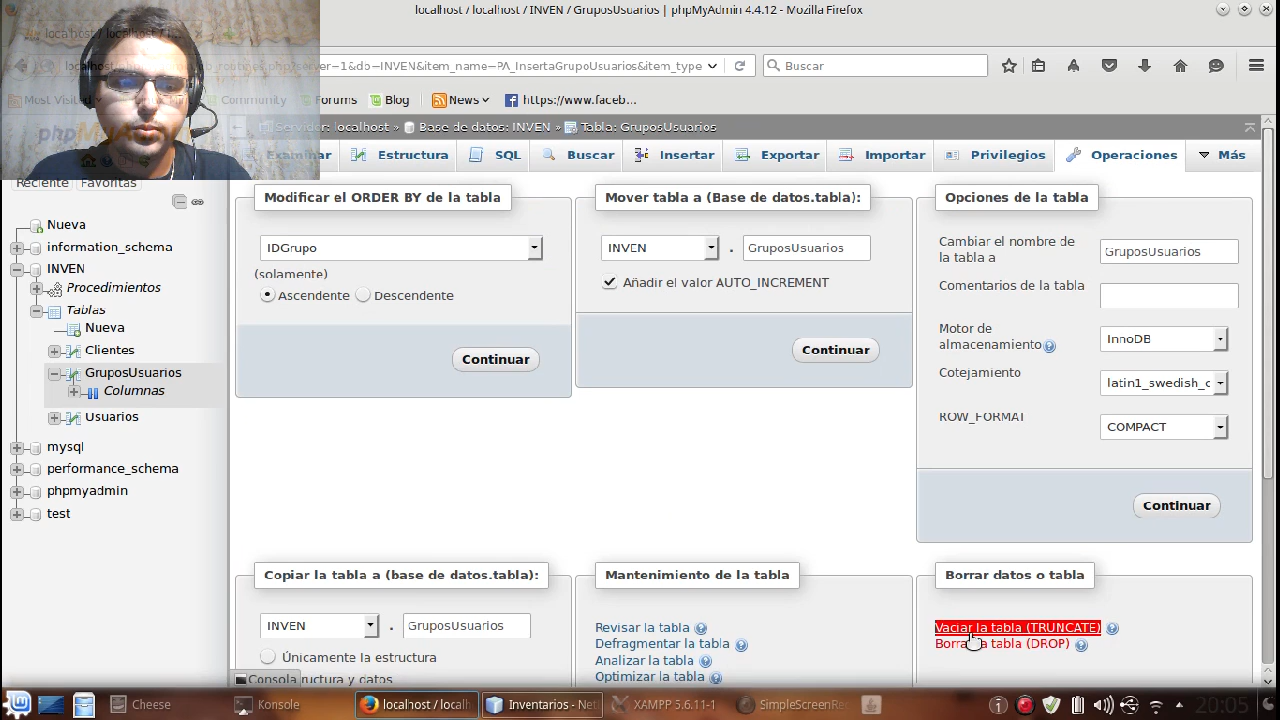 localhost / localhost / INVEN / GruposUsuarios | phpMyAdmin 4.4.12 - Mozilla Firefox
localhost / localhost /
server=1&db=INVEN&item_name=PA_InsertaGrupoUsuarios&item_type
Buscar
Most Visited
Community
Forums
Blog
News
https://www.faceb...
phpMyAdmin
Servidor: localhost » Base de datos: INVEN » Tabla: GruposUsuarios
Examinar
Estructura
SQL
Buscar
Insertar
Exportar
Importar
Privilegios
Operaciones
Más
Reciente
Favoritas
Nueva
information_schema
INVEN
Procedimientos
Tablas
Nueva
Clientes
GruposUsuarios
Columnas
Usuarios
mysql
performance_schema
phpmyadmin
test
Modificar el ORDER BY de la tabla
IDGrupo
(solamente)
Ascendente
Descendente
Continuar
Mover tabla a (Base de datos.tabla):
INVEN . GruposUsuarios
Añadir el valor AUTO_INCREMENT
Continuar
Opciones de la tabla
Cambiar el nombre de
la tabla a
GruposUsuarios
Comentarios de la tabla
Motor de
almacenamiento
InnoDB
Cotejamiento
latin1_swedish_c
ROW_FORMAT
COMPACT
Continuar
Copiar la tabla a (base de datos.tabla):
INVEN . GruposUsuarios
Únicamente la estructura
Consola
ructura y datos
Mantenimiento de la tabla
Revisar la tabla
Defragmentar la tabla
Analizar la tabla
Optimizar la tabla
Borrar datos o tabla
Vaciar la tabla (TRUNCATE)
Borrar la tabla (DROP)
Cheese
Konsole
localhost / localh
Inventarios - Net
XAMPP 5.6.11-1
SimpleScreenRe
20:05